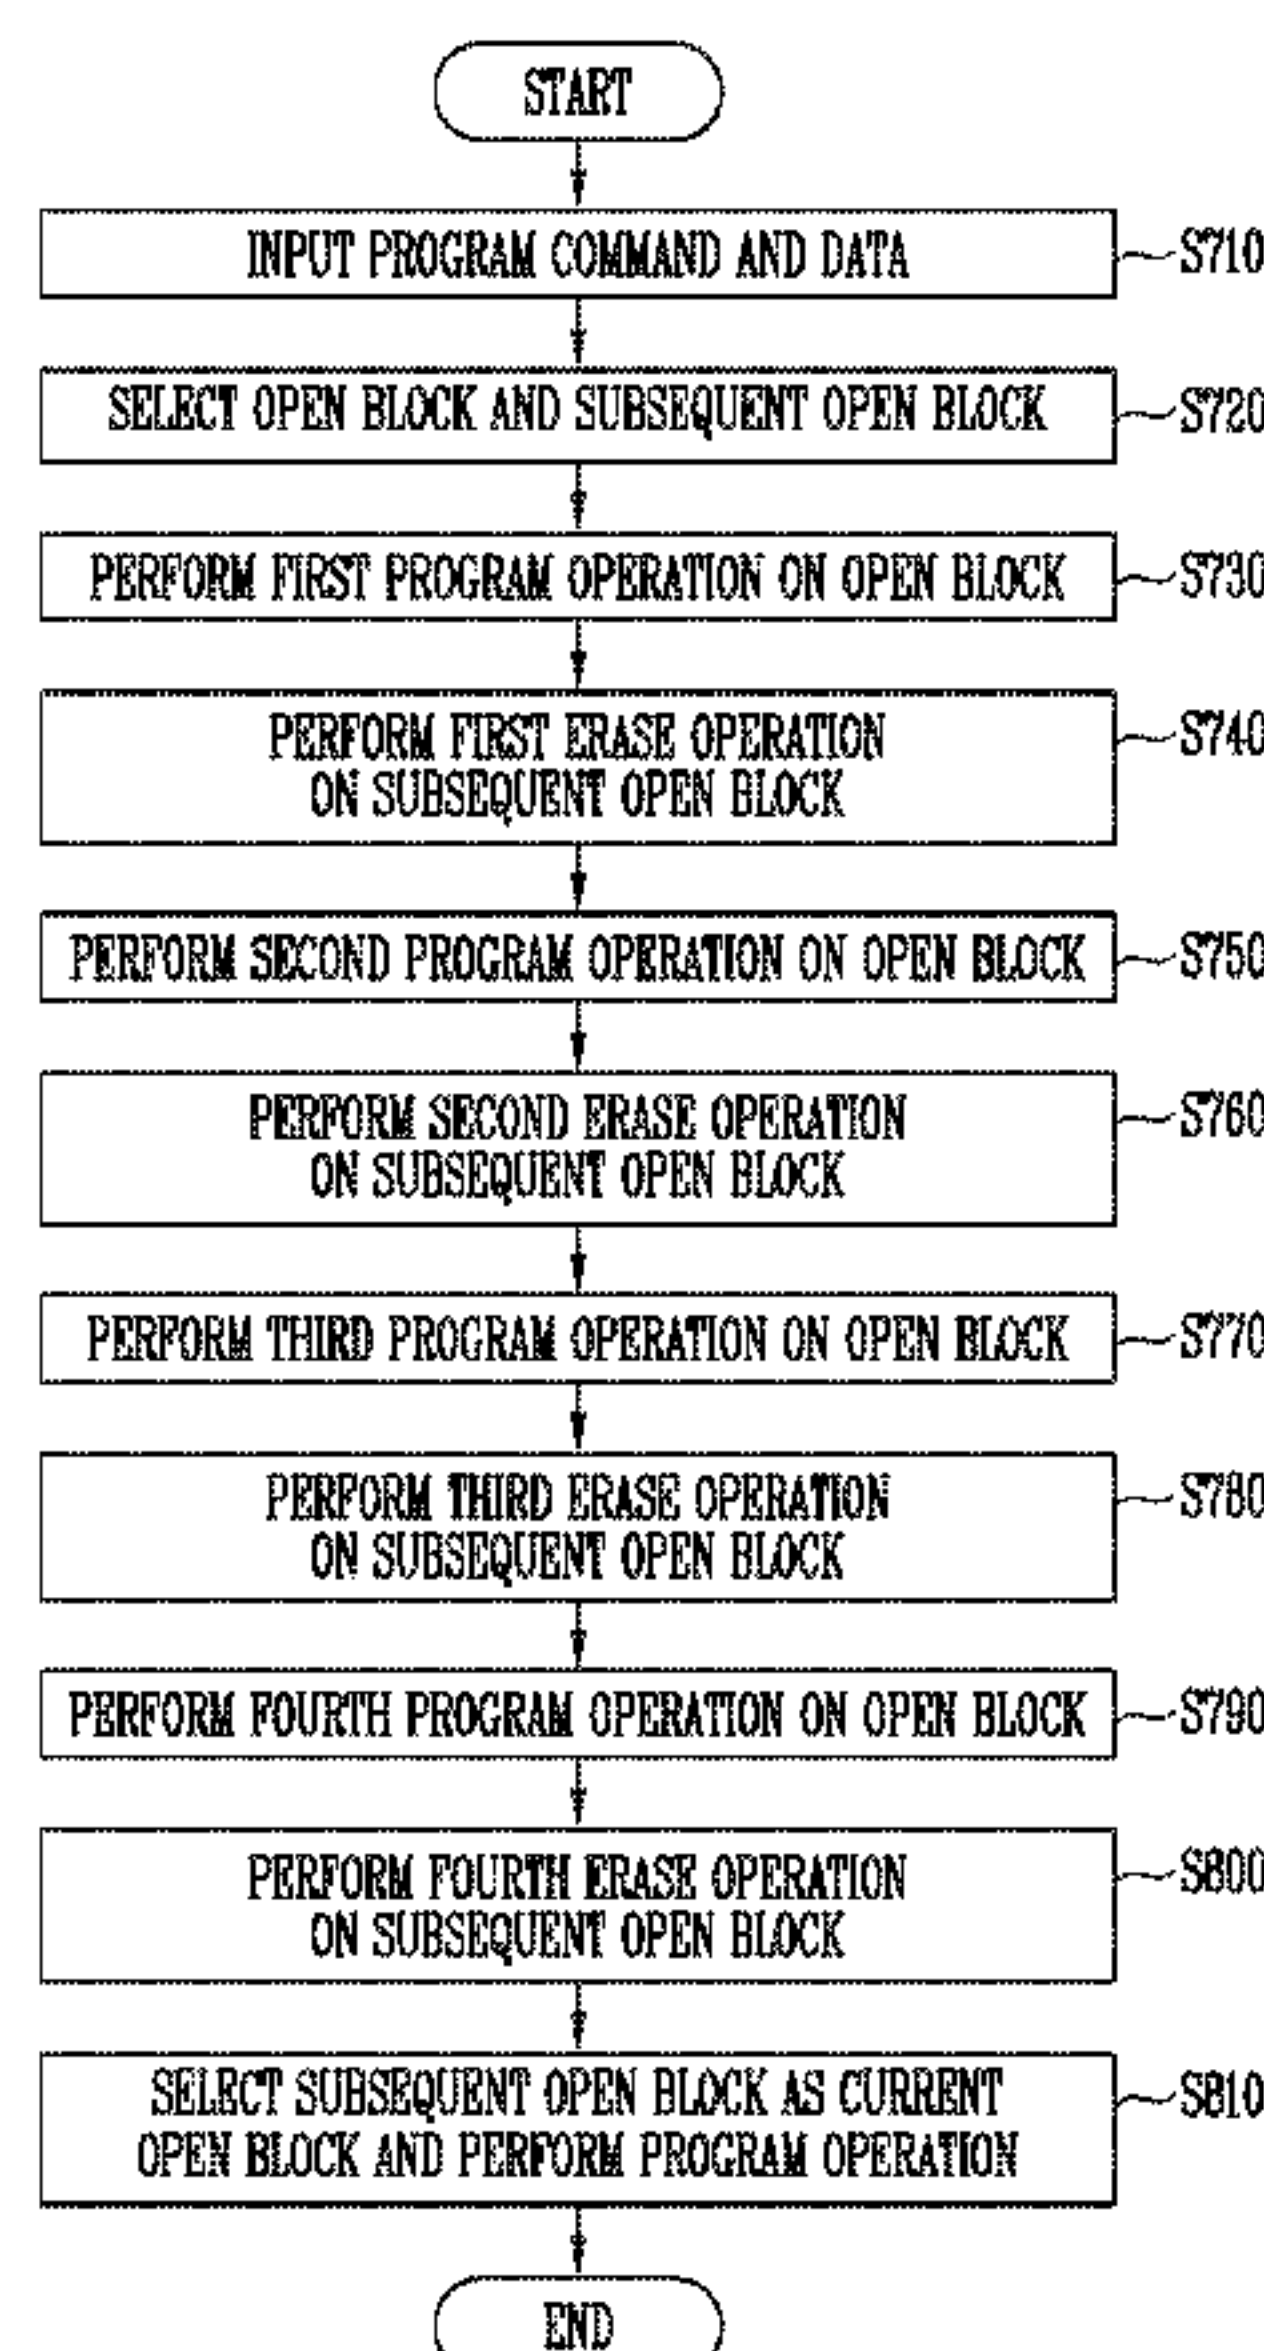 START
INPUT PROGRAM COMMAND AND DATA
S710
SELECT OPEN BLOCK AND SUBSEQUENT OPEN BLOCK
S720
PERFORM FIRST PROGRAM OPERATION ON OPEN BLOCK
S730
PERFORM FIRST ERASE OPERATION
ON SUBSEQUENT OPEN BLOCK
S740
PERFORM SECOND PROGRAM OPERATION ON OPEN BLOCK
S750
PERFORM SECOND ERASE OPERATION
ON SUBSEQUENT OPEN BLOCK
S760
PERFORM THIRD PROGRAM OPERATION ON OPEN BLOCK
S770
PERFORM THIRD ERASE OPERATION
ON SUBSEQUENT OPEN BLOCK
S780
PERFORM FOURTH PROGRAM OPERATION ON OPEN BLOCK
S790
PERFORM FOURTH ERASE OPERATION
ON SUBSEQUENT OPEN BLOCK
S800
SELECT SUBSEQUENT OPEN BLOCK AS CURRENT
OPEN BLOCK AND PERFORM PROGRAM OPERATION
S810
END